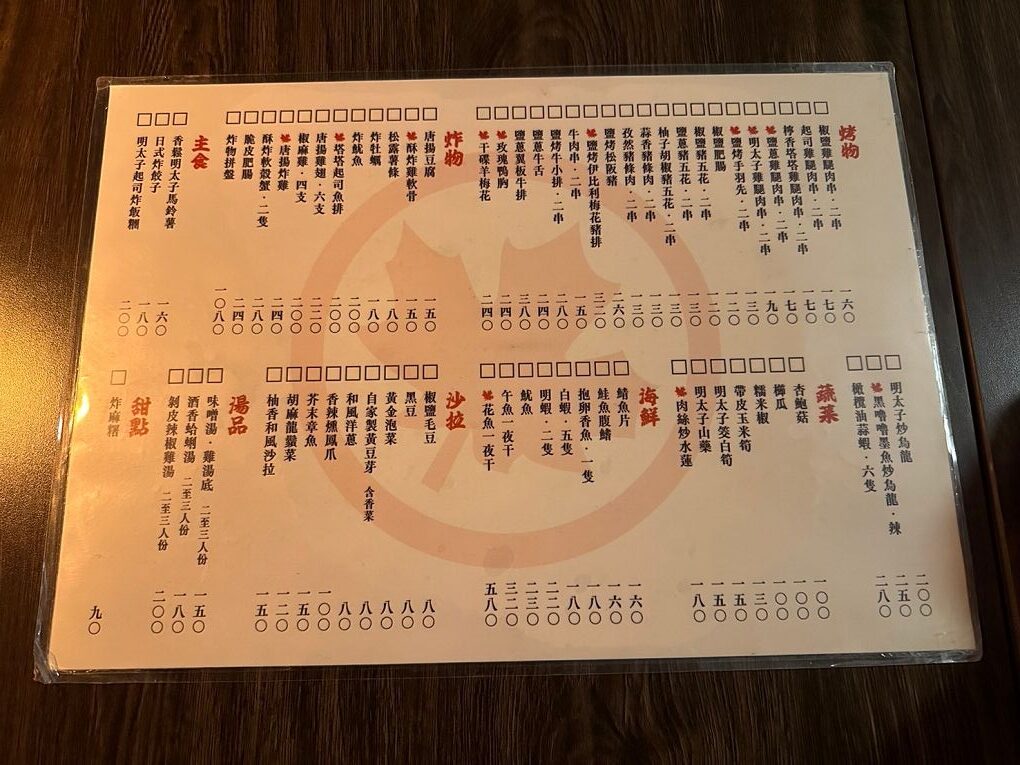 烤物
椒鹽雞腿肉串·二串 一六〇
起司雞腿肉串·二串 一七〇
檸香塔塔雞腿肉串·二串 一七〇
鹽蔥雞腿肉串·二串 一七〇
明太子雞腿肉串·二串 一九〇
鹽烤手羽先·二串 一三〇
椒鹽肥腸 一二〇
椒鹽豬五花·二串 一二〇
鹽蔥豬五花·二串 一三〇
柚子胡椒豬五花·二串 一三〇
蒜香豬條肉·二串 一三〇
孜然豬條肉·二串 一三〇
鹽烤松阪豬 二六〇
鹽烤伊比利梅花豬排 三二〇
牛肉串·二串 一五〇
鹽烤牛小排·二串 二八〇
鹽蔥牛舌 二四〇
鹽蔥翼板牛排 三八〇
玫瑰鴨胸 二四〇
干碟羊梅花 二四〇
炸物
唐揚豆腐 一五〇
酥炸雞軟骨 一五〇
松露薯條 一八〇
炸牡蠣 一八〇
炸魷魚 二〇〇
塔塔起司魚排 二〇〇
唐揚雞翅·六支 二二〇
椒麻雞·四支 二〇〇
唐揚炸雞 二四〇
酥炸軟殼蟹·二隻 二八〇
脆皮肥腸 二四〇
炸物拼盤 一〇八〇
主食
香鬆明太子馬鈴薯 一六〇
日式炸餃子 一八〇
明太子起司炸飯糰 二〇〇
明太子炒烏龍 二〇〇
黑嚕嚕墨魚炒烏龍·辣 二五〇
橄欖油蒜蝦·六隻 二八〇
蔬菜
杏鮑菇 一〇〇
櫛瓜 一〇〇
糯米椒 一〇〇
帶皮玉米筍 一三〇
明太子筊白筍 一五〇
明太子山藥 一五〇
肉絲炒水蓮 一八〇
海鮮
鯖魚片 一六〇
鮭魚腹鰭 一六〇
抱卵香魚·一隻 一八〇
白蝦·五隻 一八〇
明蝦·二隻 二二〇
魷魚 二三〇
午魚一夜干 三二〇
花魚一夜干 五八〇
沙拉
椒鹽毛豆 八〇
黑豆 八〇
黃金泡菜 八〇
自家製黃豆芽 含香菜 八〇
和風洋蔥 八〇
香辣燻鳳爪 一〇〇
芥末章魚 一五〇
胡麻龍鬚菜 一二〇
柚香和風沙拉 一五〇
湯品
味噌湯·雞湯底 二至三人份 一五〇
酒香蛤蜊湯 二至三人份 一八〇
剝皮辣椒雞湯 二至三人份 二〇〇
甜點
炸麻糬 九〇